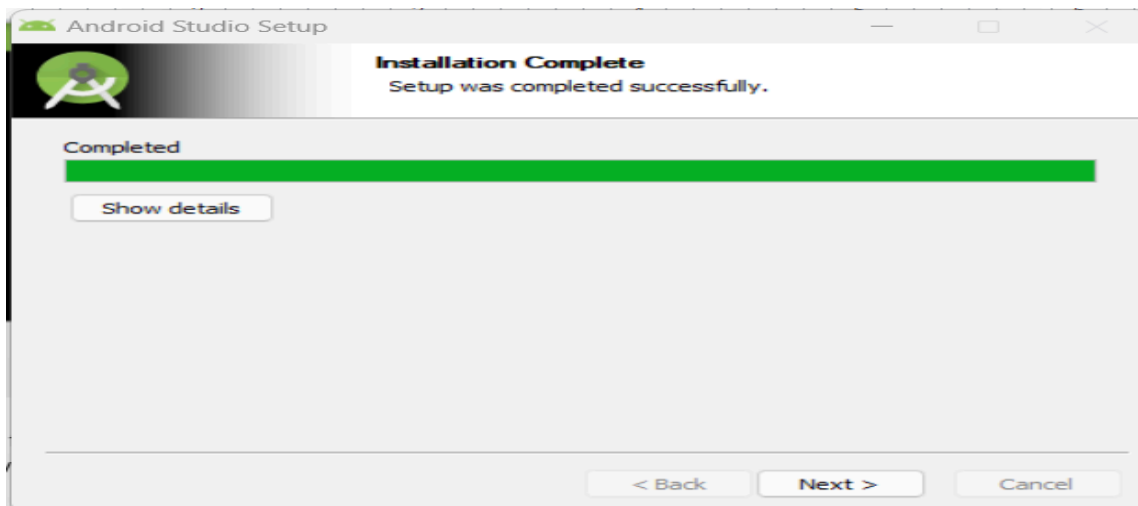 Android Studio Setup
Installation Complete
Setup was completed successfully.
Completed
Show details
< Back Next > Cancel